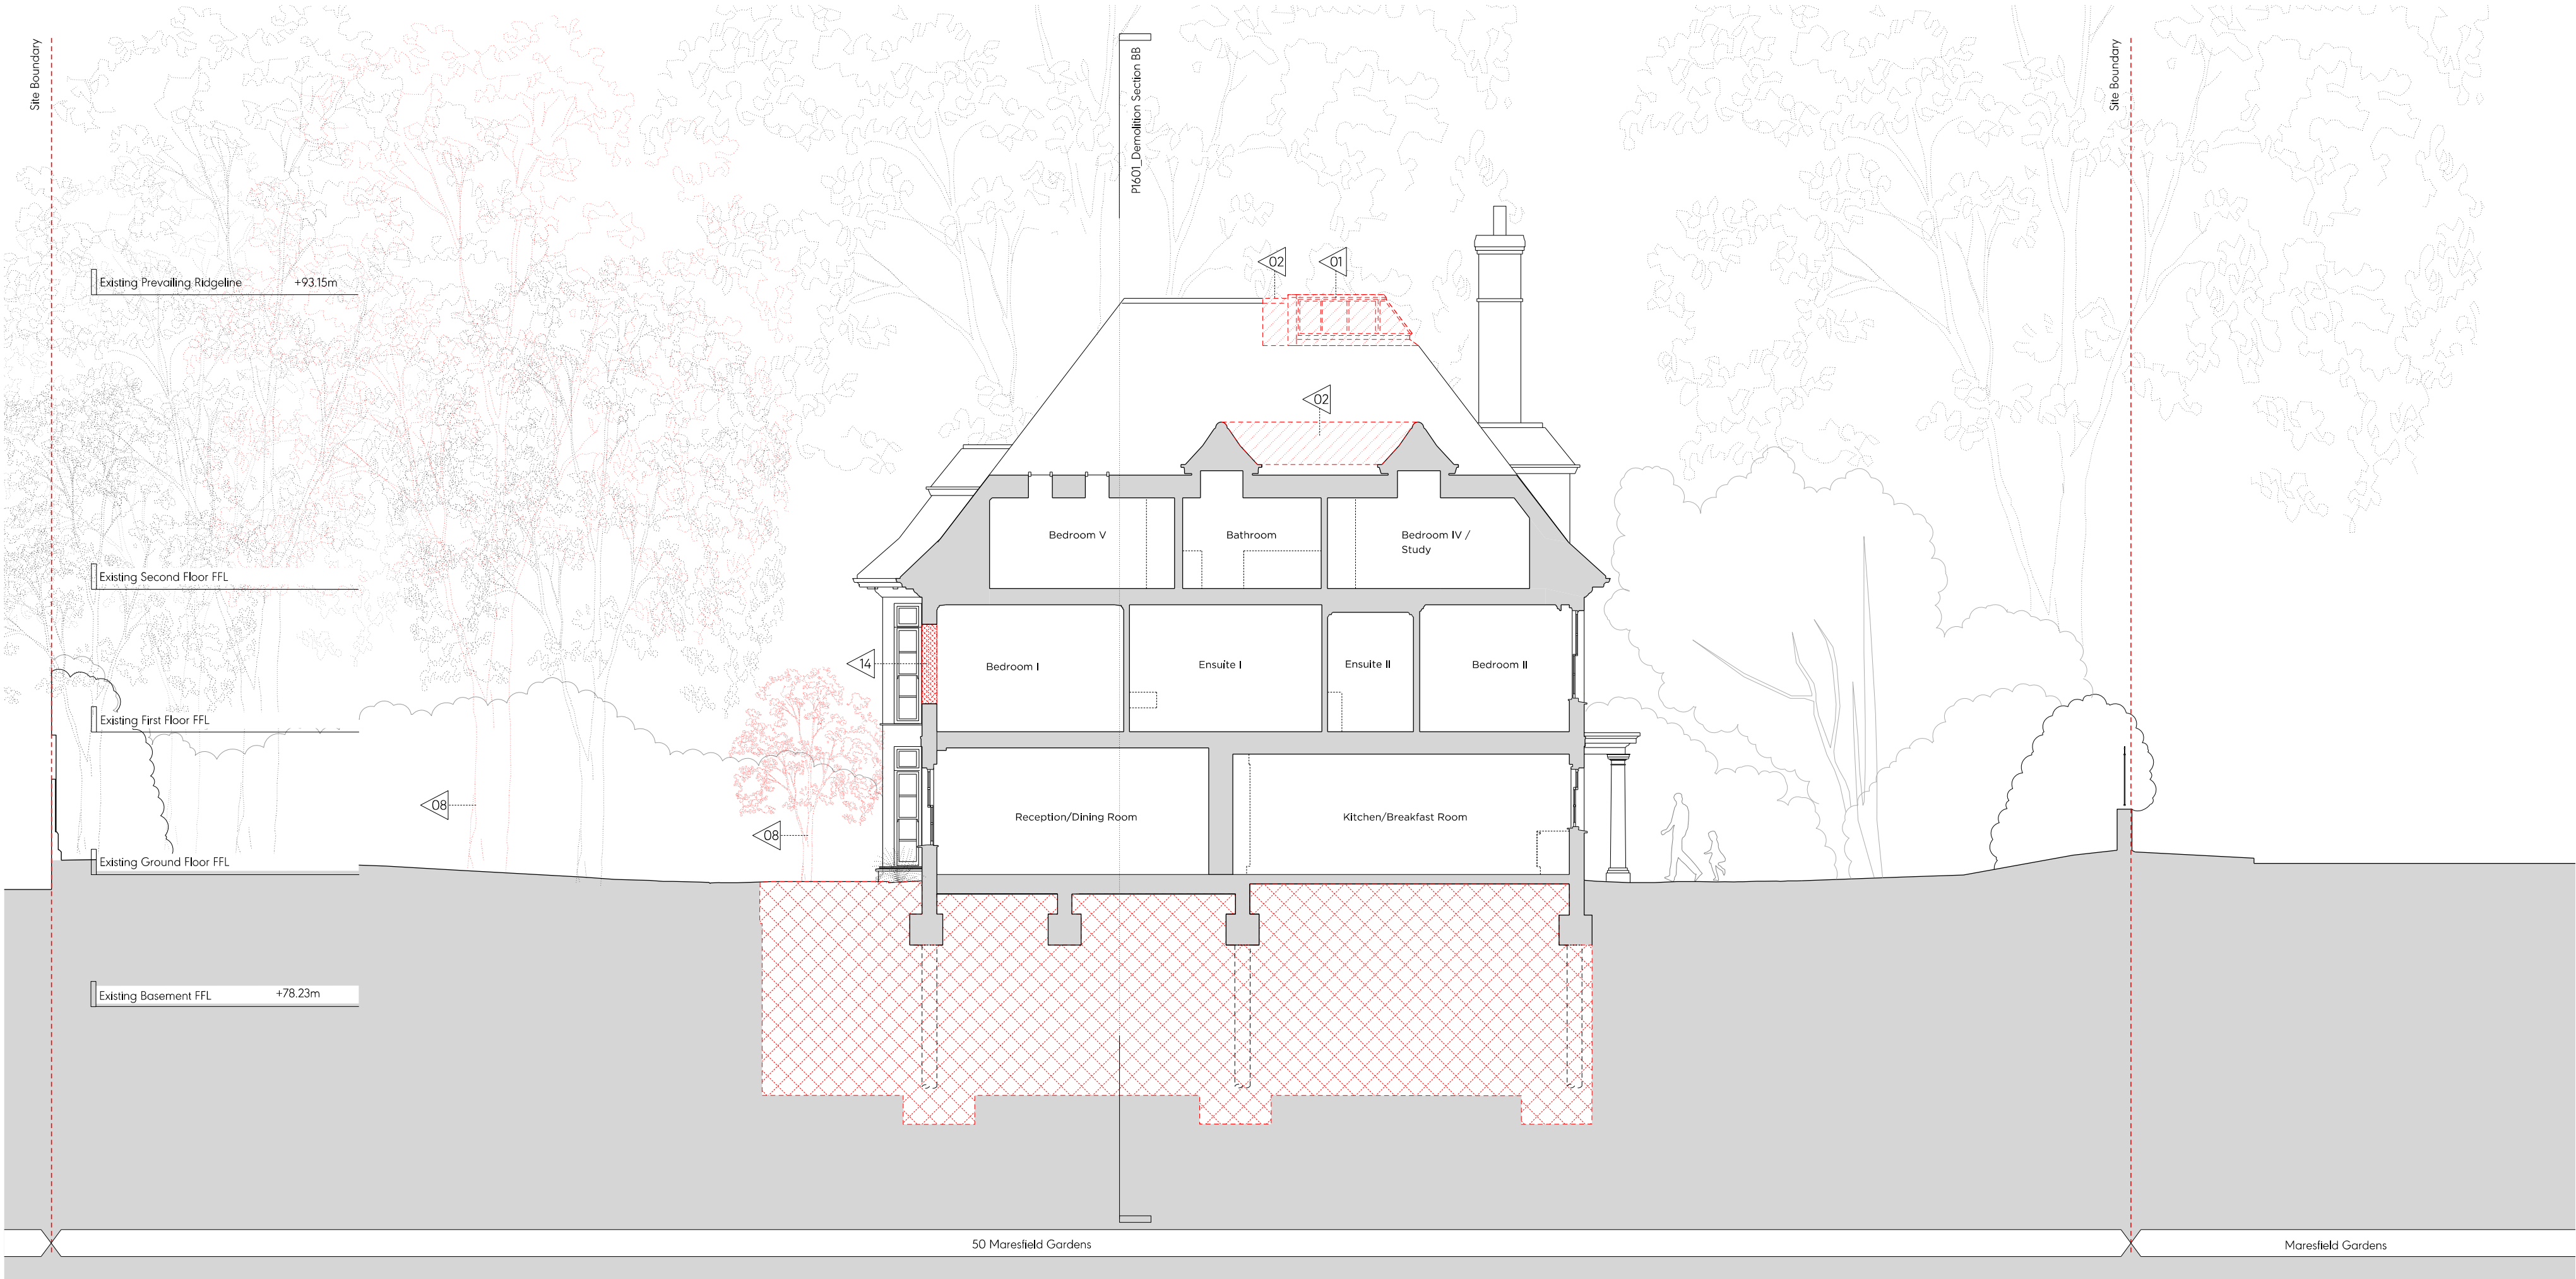 Site Boundary
P1601_Demolition Section BB
Site Boundary
02
01
Existing Prevailing Ridgeline +93.15m
02
Bedroom V
Bathroom
Bedroom IV /
Study
Existing Second Floor FFL
14
Bedroom I
Ensuite I
Ensuite II
Bedroom II
Existing First Floor FFL
08
08
Reception/Dining Room
Kitchen/Breakfast Room
Existing Ground Floor FFL
Existing Basement FFL +78.23m
50 Maresfield Gardens
Maresfield Gardens